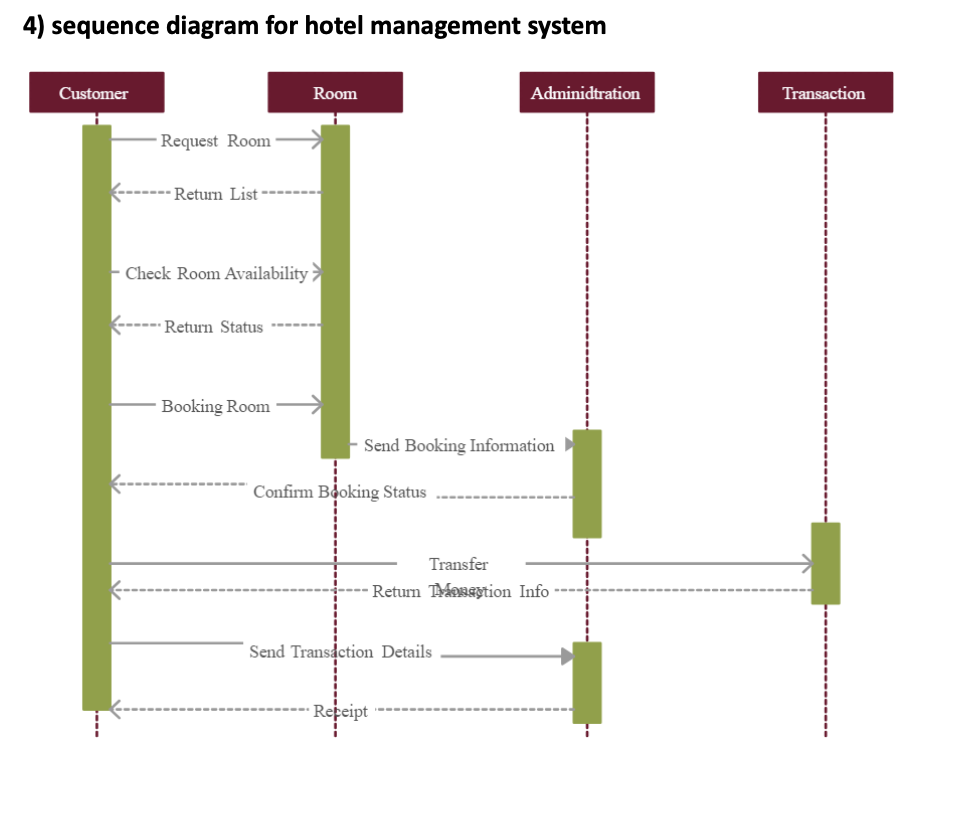 4) sequence diagram for hotel management system
Customer
Room
Adminidtration
Transaction
Request Room
Return List
Check Room Availability
Return Status
Booking Room
Send Booking Information
Confirm Booking Status
Transfer
Money
Return Transaction Info
Send Transaction Details
Receipt